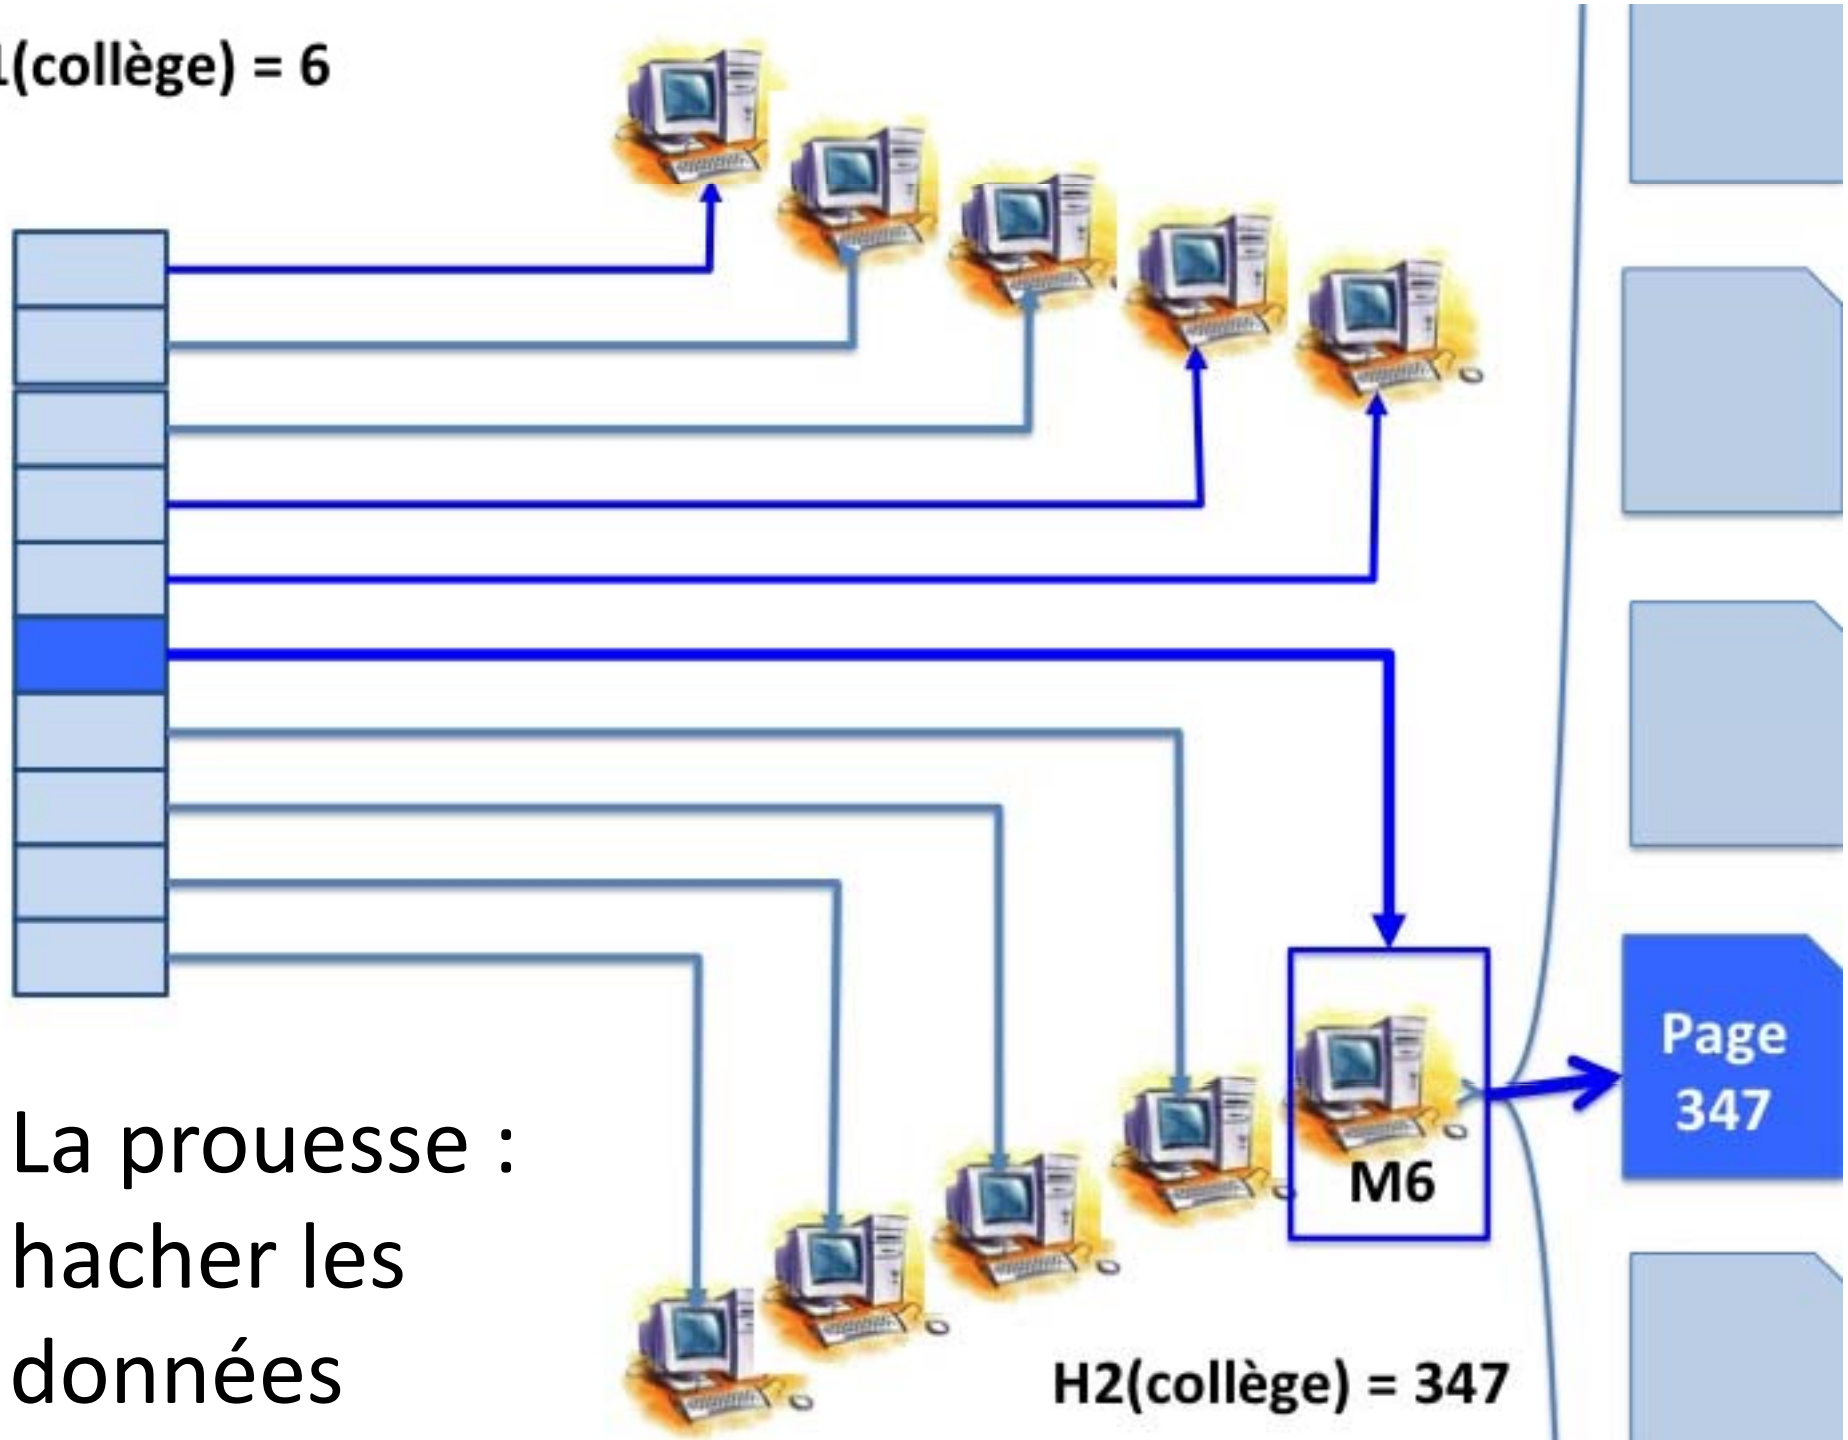 1(collège) = 6
Page
347
M6
La prouesse :
hacher les
données
H2(collège) = 347